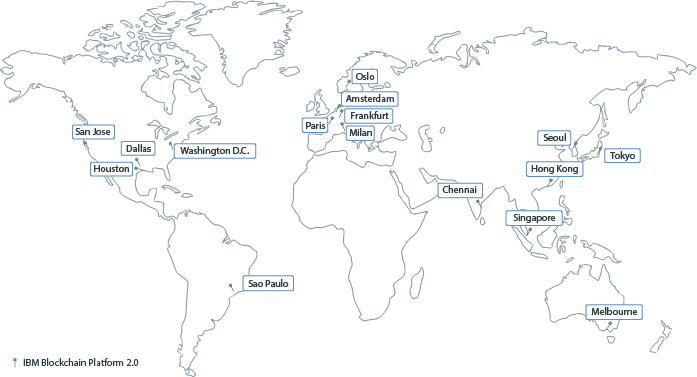 Oslo
Amsterdam
Frankfurt
Paris
Milan
San Jose
Dallas
Washington D.C.
Houston
Seoul
Tokyo
Hong Kong
Chennai
Singapore
Sao Paulo
Melbourne
IBM Blockchain Platform 2.0